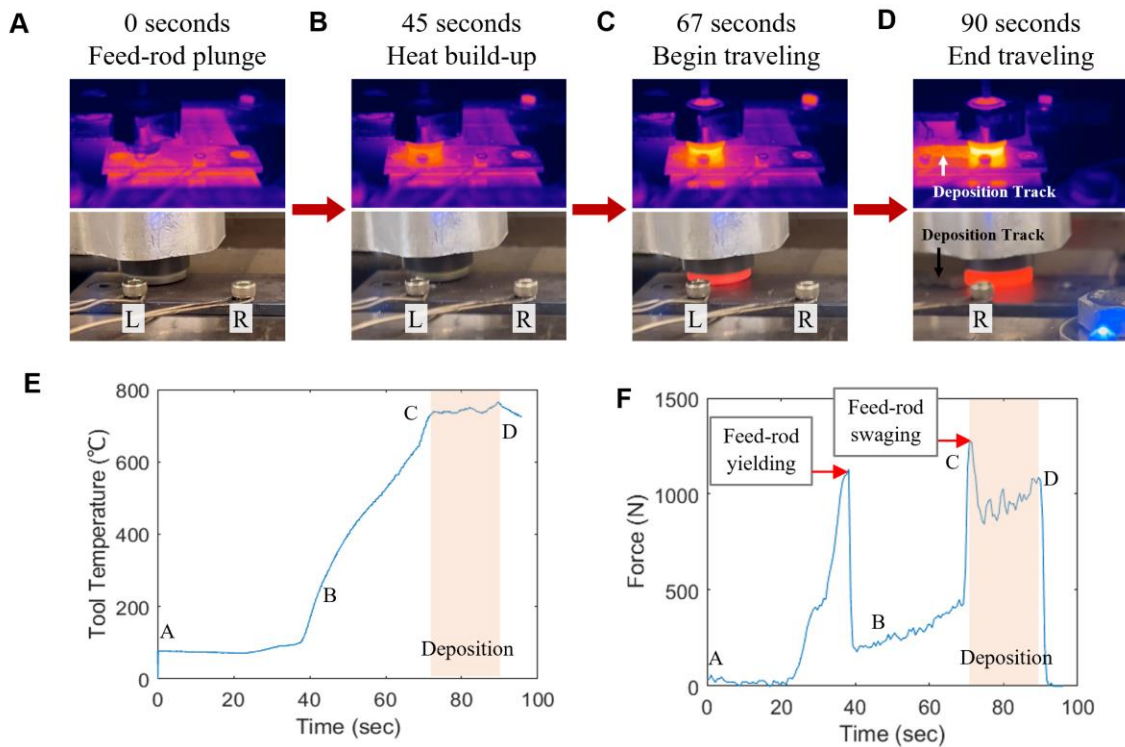 A
0 seconds
Feed-rod plunge
B
45 seconds
Heat build-up
C
67 seconds
Begin traveling
D
90 seconds
End traveling
Deposition Track
Deposition Track
L
R
L
R
L
R
R
E
800
600
400
200
0
0
20
40
60
80
100
Tool Temperature (℃)
Time (sec)
A
B
C
D
Deposition
F
1500
1000
500
0
0
20
40
60
80
100
Force (N)
Time (sec)
Feed-rod
yielding
Feed-rod
swaging
A
B
C
D
Deposition